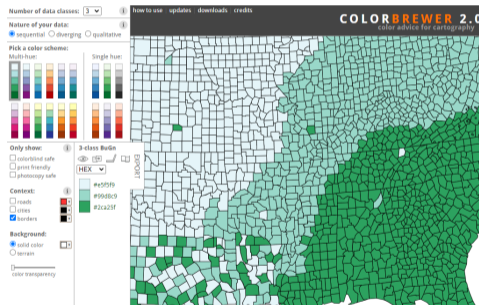 how to use updates downloads credits
COLORBREWER 2.0
color advice for cartography
Number of data classes: 3
Nature of your data:
sequential diverging qualitative
Pick a color scheme:
Multi-hue: Single hue:
Only show:
colorblind safe
print friendly
photocopy safe
Context:
roads
cities
borders
Background:
solid color
terrain
color transparency
3-class BuGn
EXPORT
HEX
#e5f5f9
#99d8c9
#2ca25f